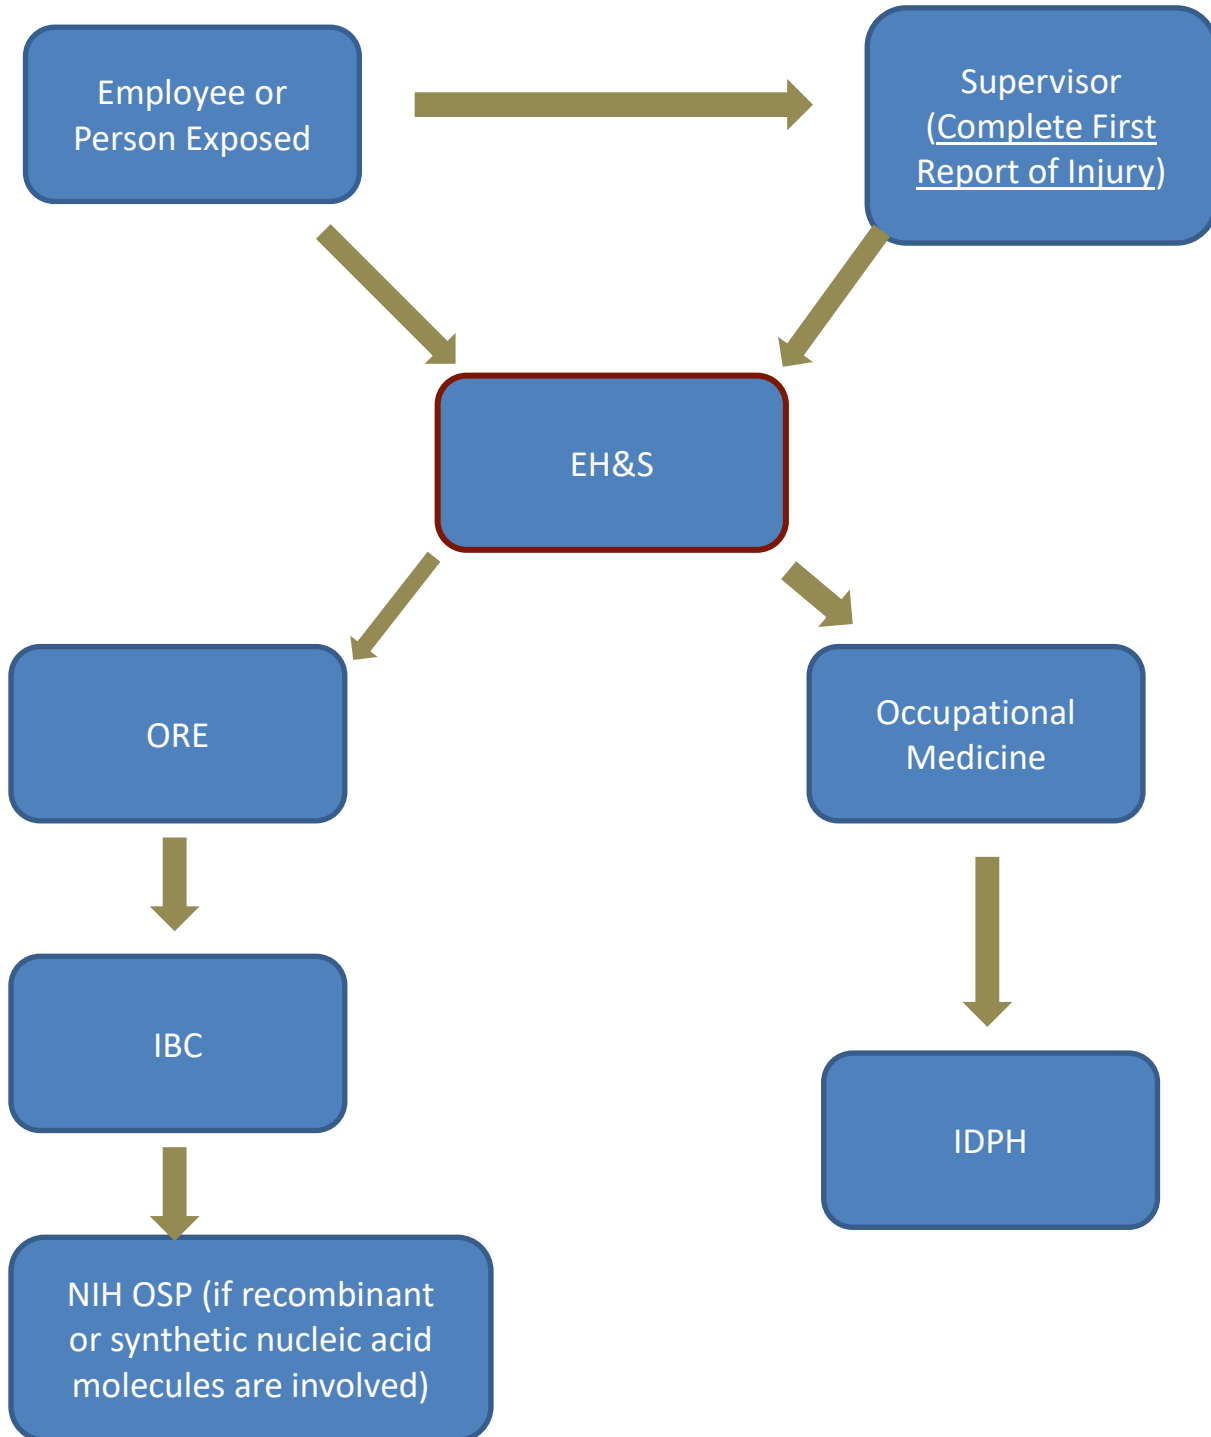 Employee or
Person Exposed
Supervisor
(Complete First
Report of Injury)
EH&S
ORE
Occupational
Medicine
IBC
IDPH
NIH OSP (if recombinant
or synthetic nucleic acid
molecules are involved)